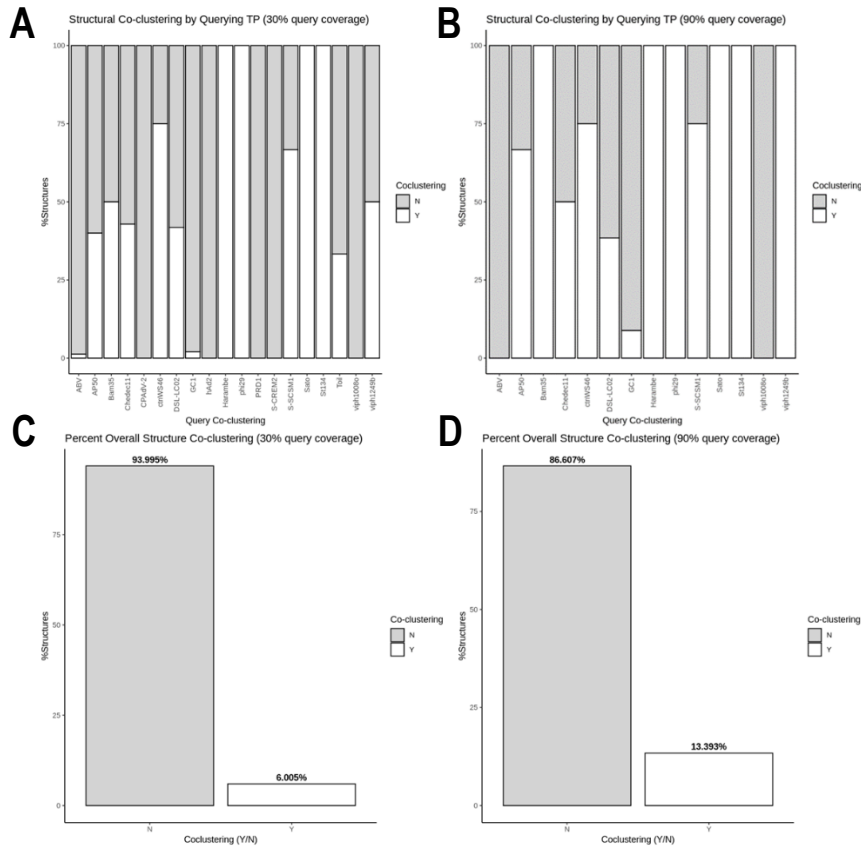 A
Structural Co-clustering by Querying TP (30% query coverage)
100
75
50
25
0
%Structures
ABV
AP50
Bam35
Chedec11
CPAdV-2
ctnWS46
DSL-LC02
GC1
hAd2
Harambe
phi29
PRD1
S-CREM2
S-SCSM1
Sato
St134
Toil
viph1008o
viph1249b
Query Co-clustering
Coclustering
N
Y
B
Structural Co-clustering by Querying TP (90% query coverage)
100
75
50
25
0
%Structures
ABV
AP50
Bam35
Chedec11
ctnWS46
DSL-LC02
GC1
Harambe
phi29
S-SCSM1
Sato
St134
viph1008o
viph1249b
Query Co-clustering
Coclustering
N
Y
C
Percent Overall Structure Co-clustering (30% query coverage)
93.995%
6.005%
75
50
25
0
%Structures
N
Y
Coclustering (Y/N)
Co-clustering
N
Y
D
Percent Overall Structure Co-clustering (90% query coverage)
86.607%
13.393%
75
50
25
0
%Structures
N
Y
Coclustering (Y/N)
Co-clustering
N
Y